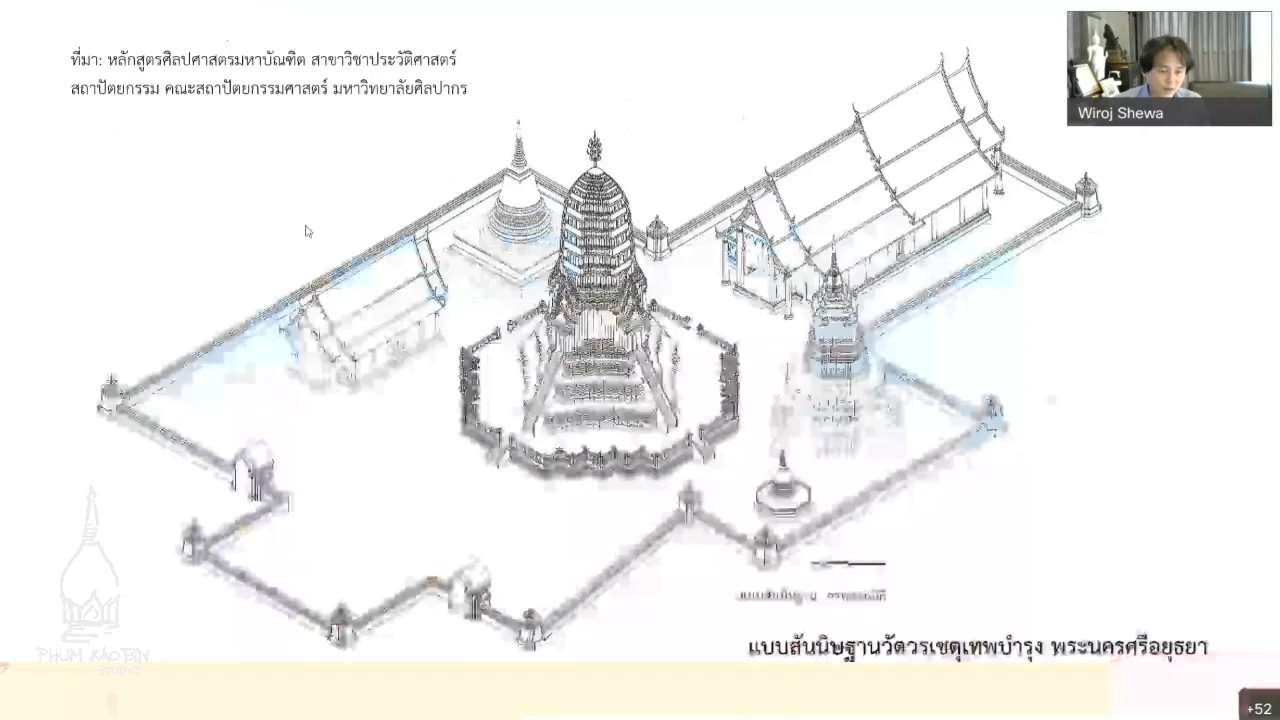 ที่มา: หลักสูตรศิลปศาสตรมหาบัณฑิต สาขาวิชาประวัติศาสตร์
สถาปัตยกรรม คณะสถาปัตยกรรมศาสตร์ มหาวิทยาลัยศิลปากร
Wiroj Shewa
แบบสันนิษฐานวัดวรเชตุเทพบำรุง พระนครศรีอยุธยา
PHUM KAOBIN
STUDIO
+52